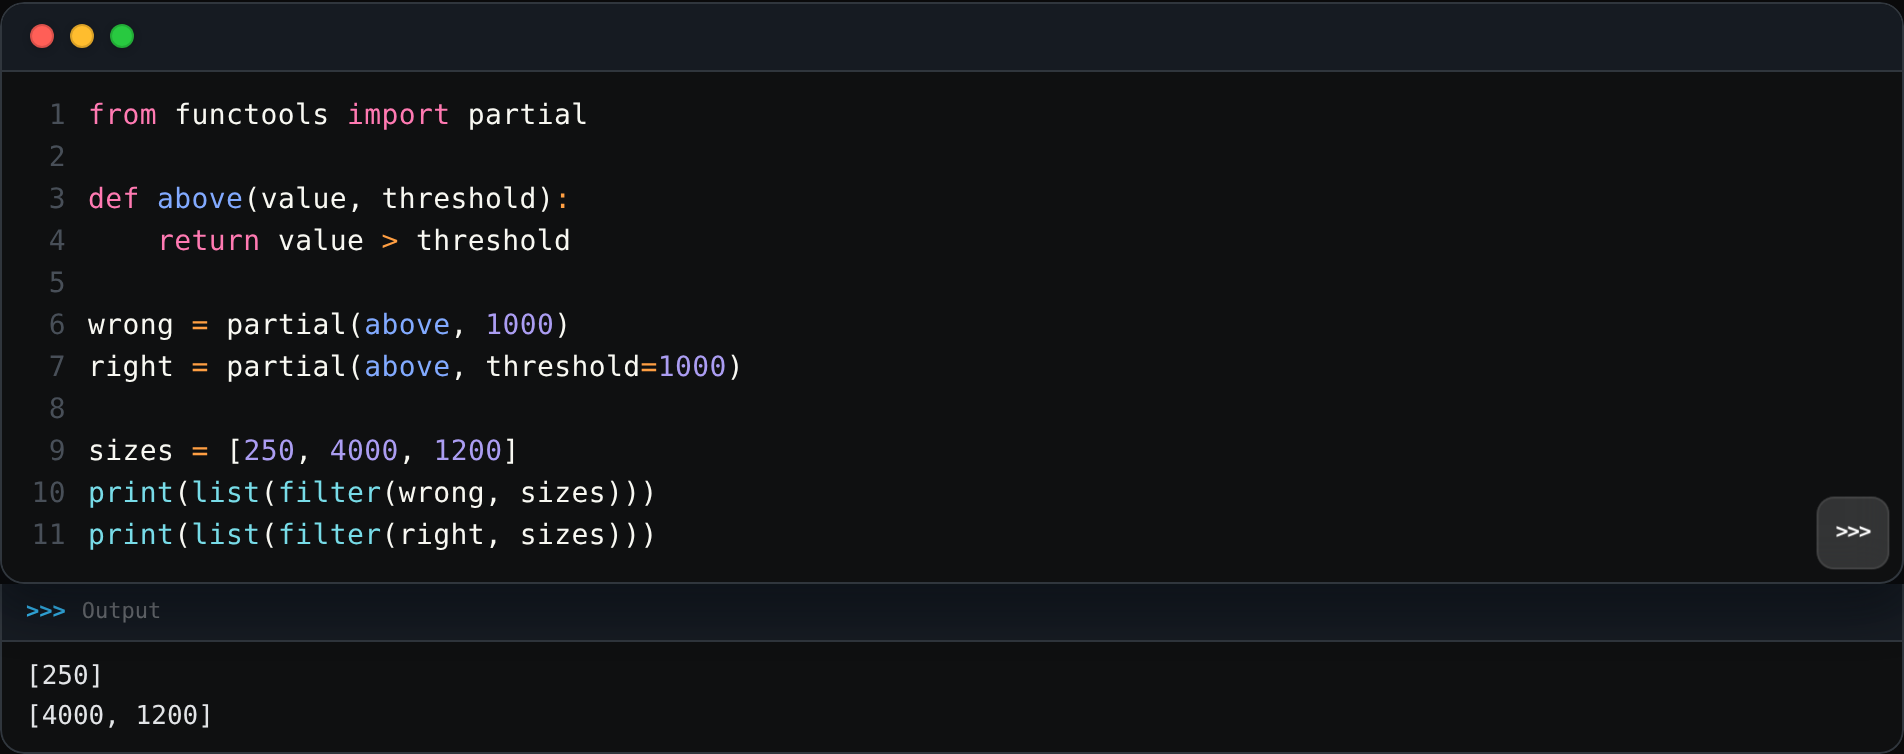 1 from functools import partial
2
3 def above(value, threshold):
4     return value > threshold
5
6 wrong = partial(above, 1000)
7 right = partial(above, threshold=1000)
8
9 sizes = [250, 4000, 1200]
10 print(list(filter(wrong, sizes)))
11 print(list(filter(right, sizes)))
>>>
>>> Output
[250]
[4000, 1200]